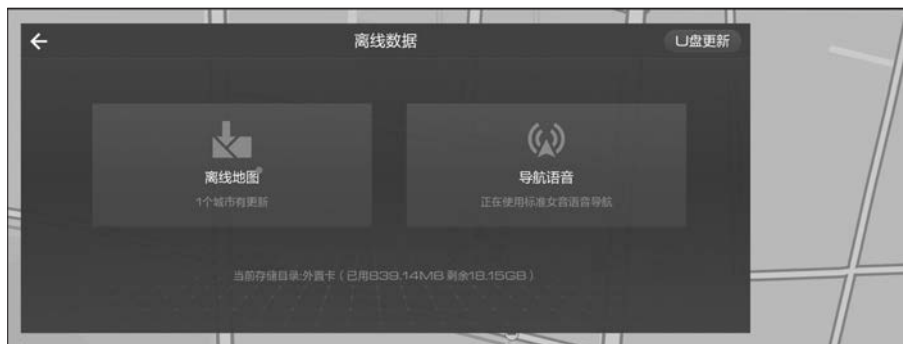 离线数据
U盘更新
离线地图
导航语音
1个城市有更新
正在使用标准女音语音导航
当前存储目录:外置卡(已用839.14MB 剩余18.15GB)